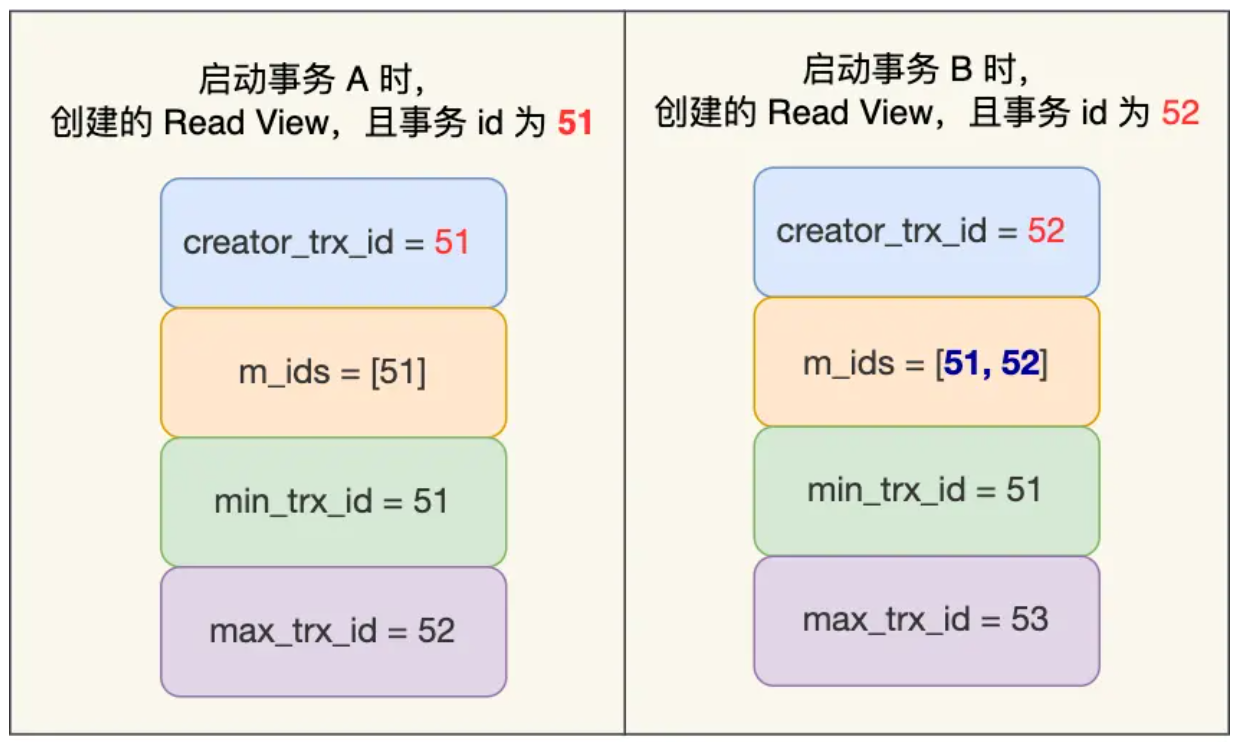 启动事务 A 时，
创建的 Read View，且事务 id 为 51
creator_trx_id = 51
m_ids = [51]
min_trx_id = 51
max_trx_id = 52
启动事务 B 时，
创建的 Read View，且事务 id 为 52
creator_trx_id = 52
m_ids = [51, 52]
min_trx_id = 51
max_trx_id = 53